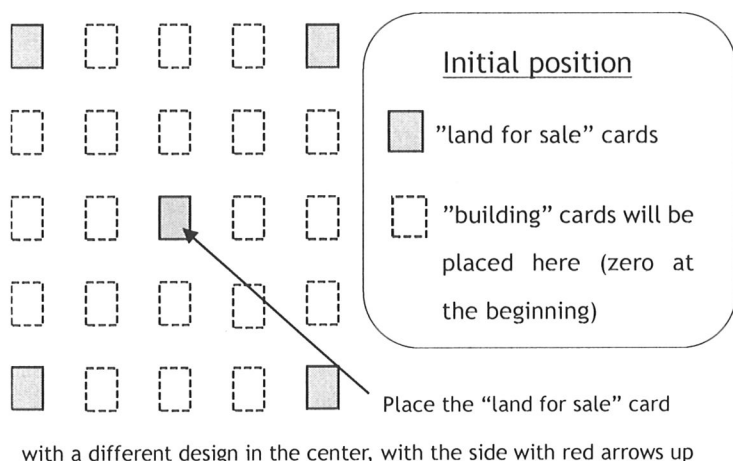 Initial position
”land for sale” cards
”building” cards will be
placed here (zero at
the beginning)
Place the “land for sale” card
with a different design in the center, with the side with red arrows up